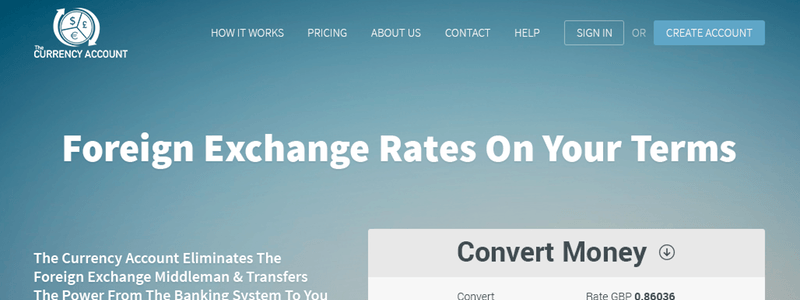 The
CURRENCY ACCOUNT
$ £ €
HOW IT WORKS PRICING ABOUT US CONTACT HELP SIGN IN OR CREATE ACCOUNT
Foreign Exchange Rates On Your Terms
The Currency Account Eliminates The
Foreign Exchange Middleman & Transfers
The Power From The Banking System To You
Convert Money
Convert Rate GBP 0.86036